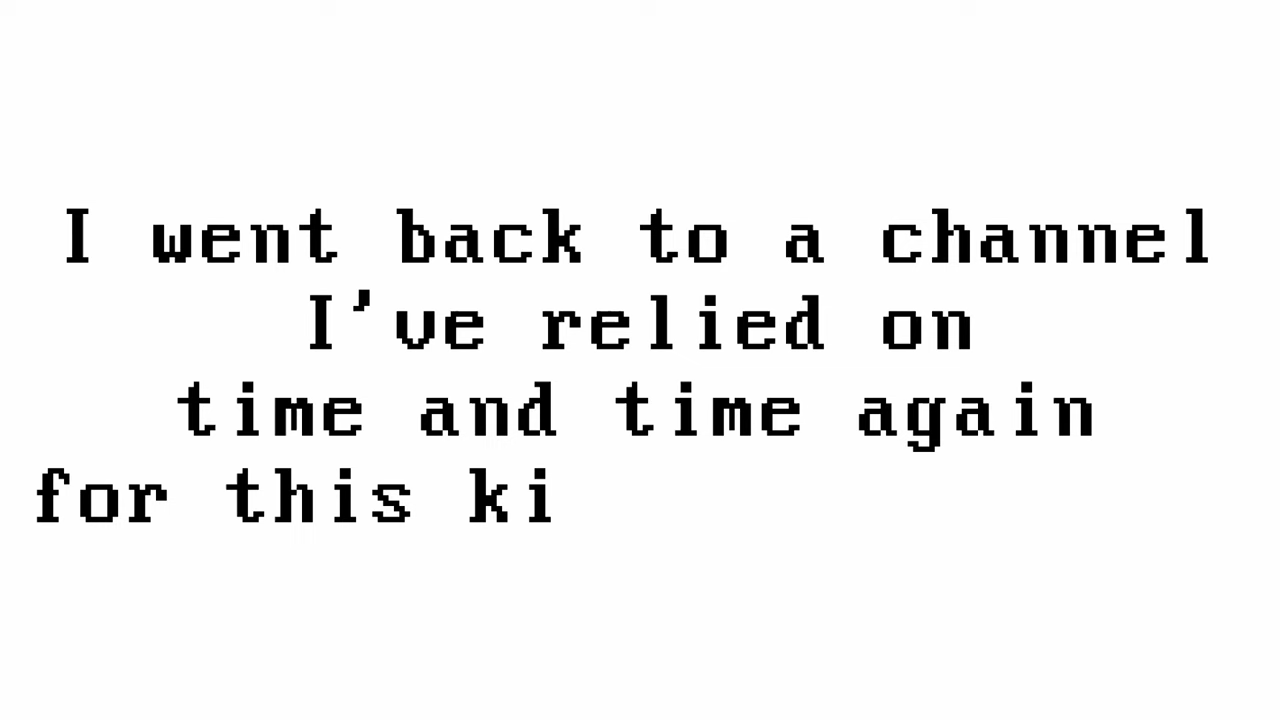 I went back to a channel
I've relied on
time and time again
for this ki